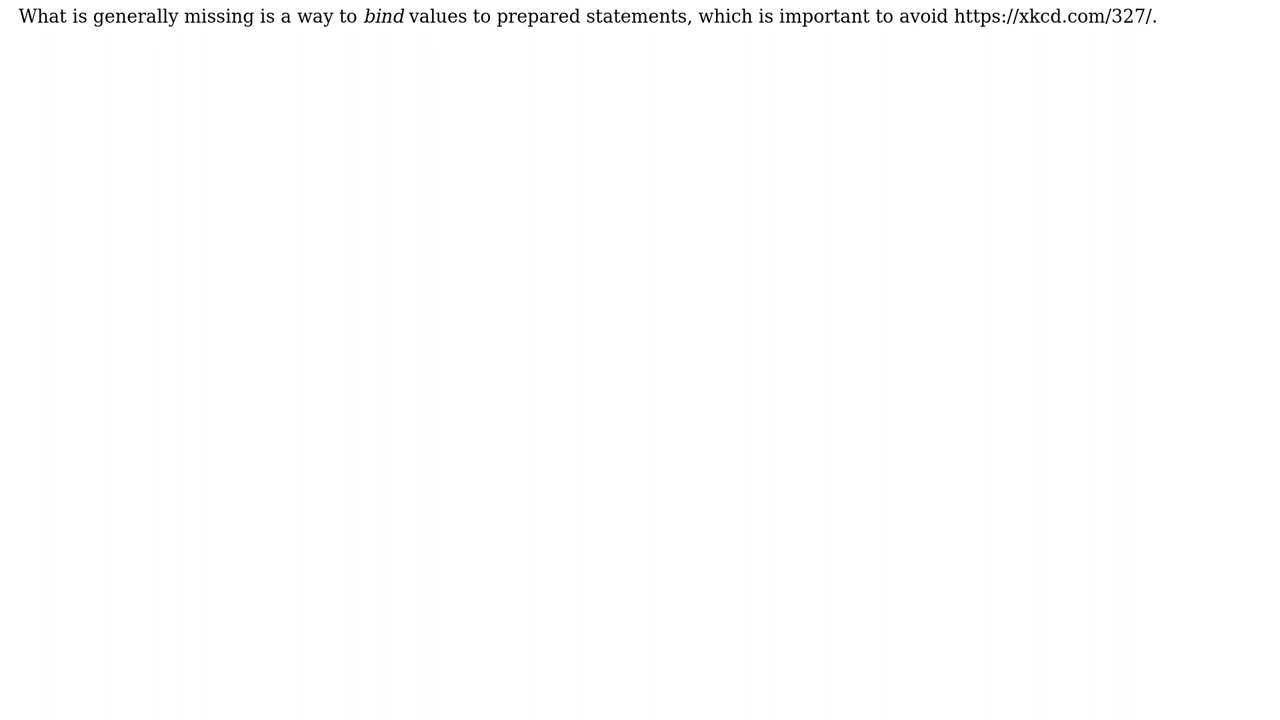 What is generally missing is a way to bind values to prepared statements, which is important to avoid https://xkcd.com/327/.